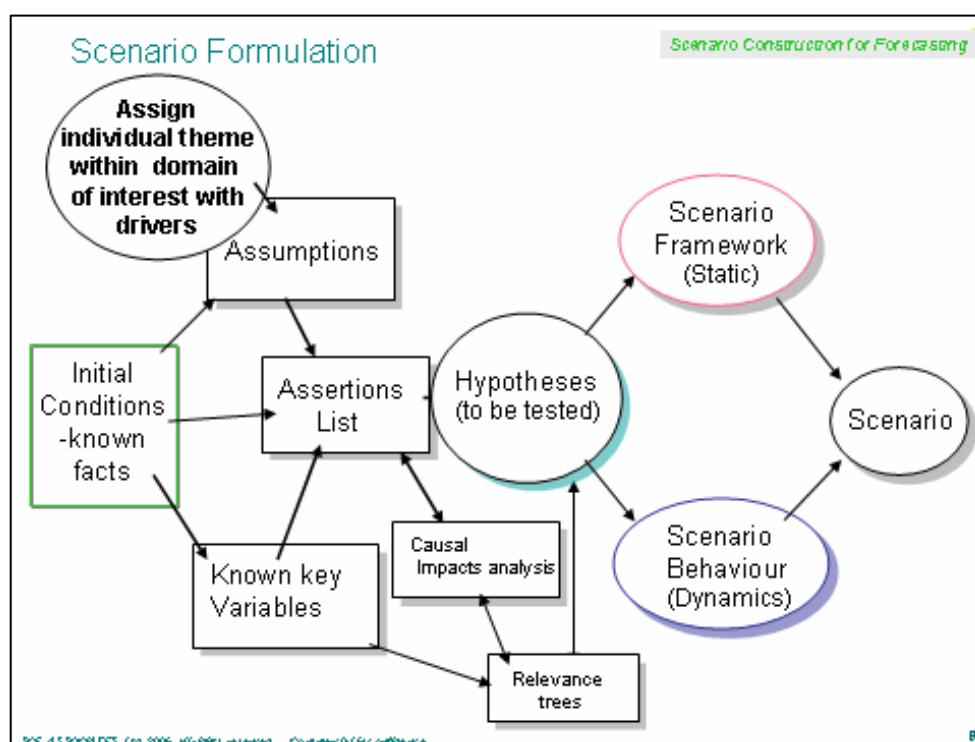 Scenario Formulation
Scenario Construction for Forecasting
Assign
individual theme
within domain
of interest with
drivers
Assumptions
Initial
Conditions
-known
facts
Assertions
List
Known key
Variables
Causal
Impacts analysis
Relevance
trees
Hypotheses
(to be tested)
Scenario
Framework
(Static)
Scenario
Behaviour
(Dynamics)
Scenario